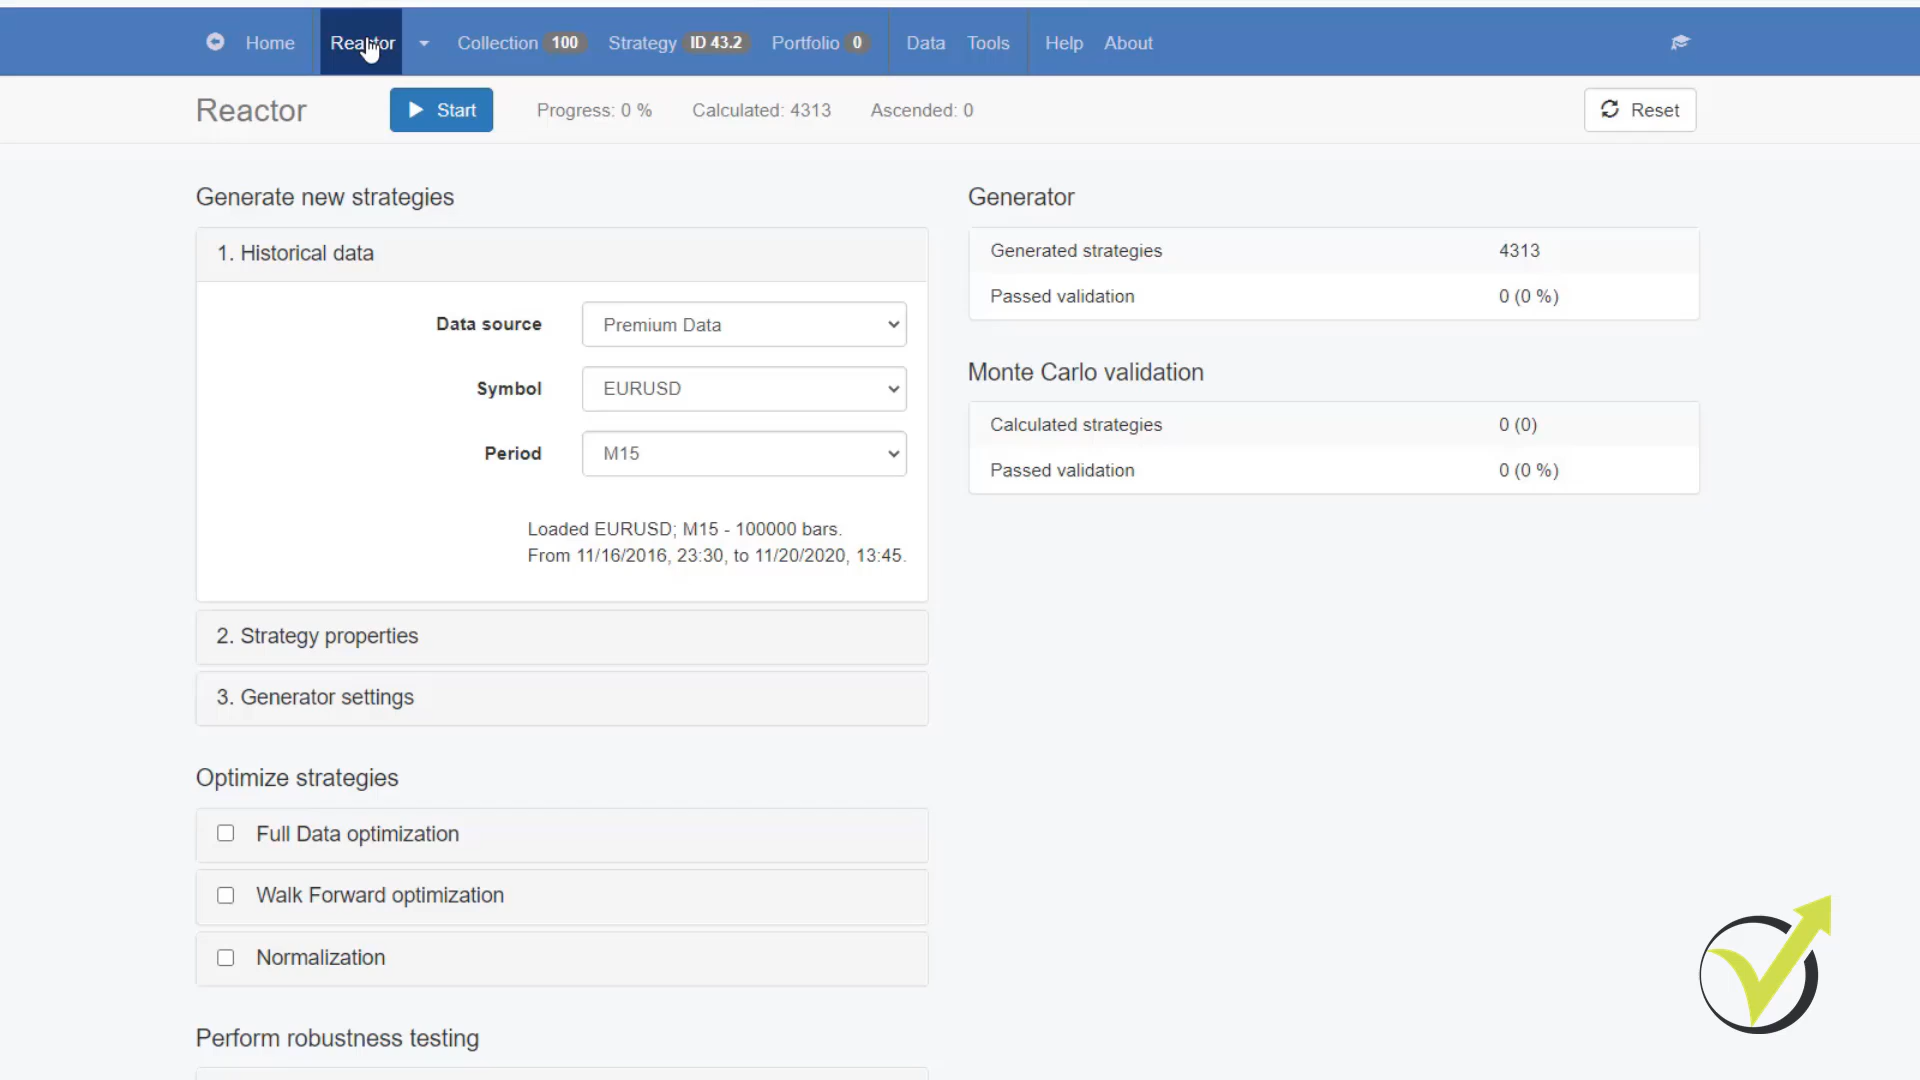 Home Reactor Collection 100 Strategy ID 43.2 Portfolio 0 Data Tools Help About
Reactor Start Progress: 0 % Calculated: 4313 Ascended: 0 Reset
Generate new strategies
1. Historical data
Data source Premium Data
Symbol EURUSD
Period M15
Loaded EURUSD; M15 - 100000 bars.
From 11/16/2016, 23:30, to 11/20/2020, 13:45.
2. Strategy properties
3. Generator settings
Optimize strategies
Full Data optimization
Walk Forward optimization
Normalization
Perform robustness testing
Generator
Generated strategies 4313
Passed validation 0 (0 %)
Monte Carlo validation
Calculated strategies 0 (0)
Passed validation 0 (0 %)